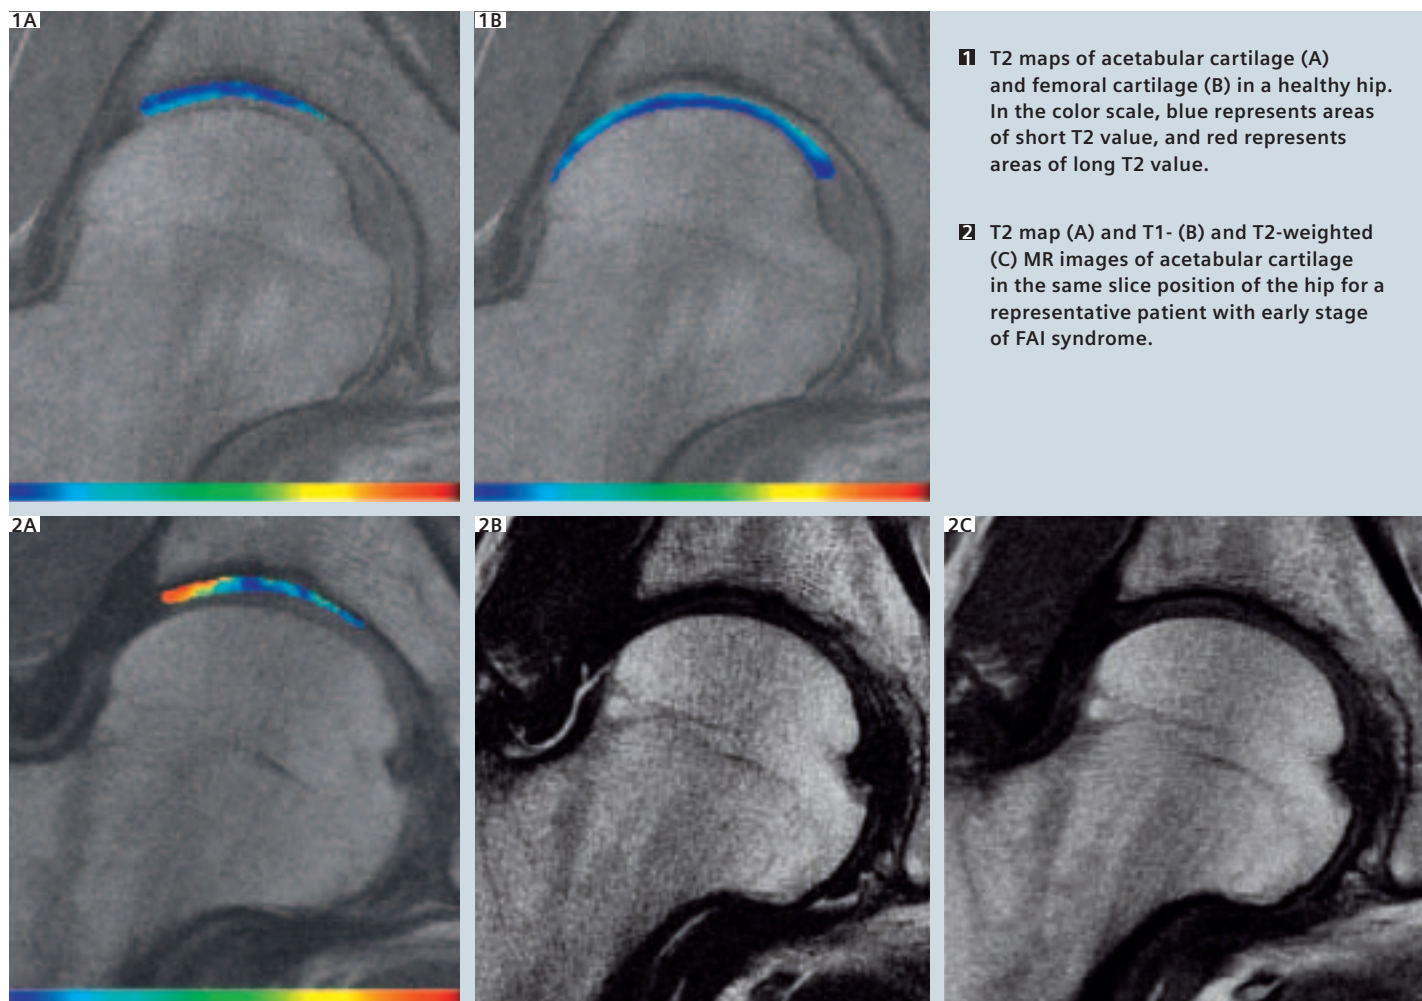 1A
1B
1 T2 maps of acetabular cartilage (A)
and femoral cartilage (B) in a healthy hip.
In the color scale, blue represents areas
of short T2 value, and red represents
areas of long T2 value.
2 T2 map (A) and T1- (B) and T2-weighted
(C) MR images of acetabular cartilage
in the same slice position of the hip for a
representative patient with early stage
of FAI syndrome.
2A
2B
2C